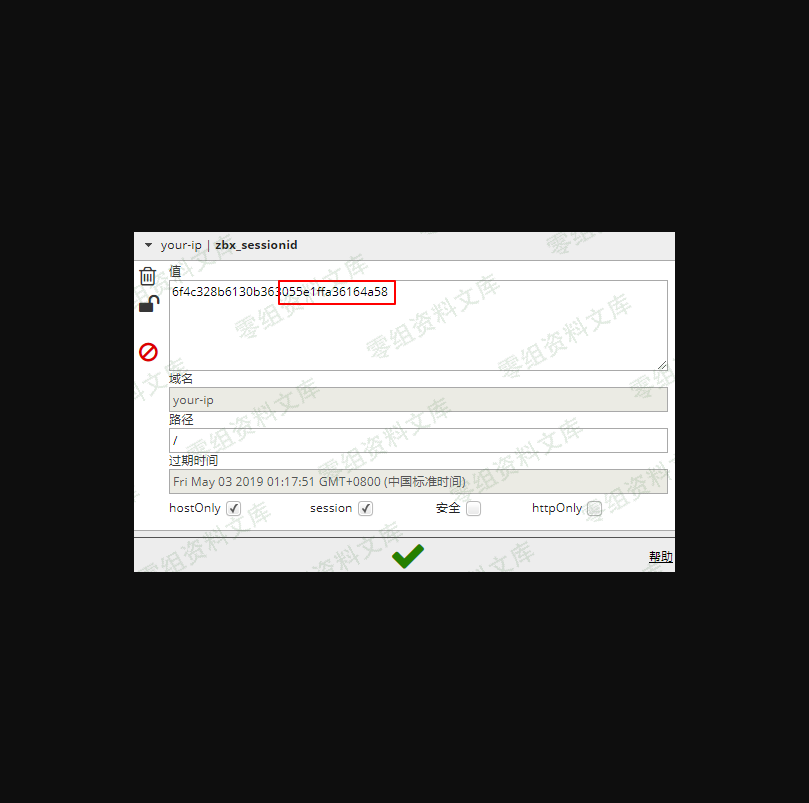 your-ip | zbx_sessionid
值
6f4c328b6130b363055e1ffa36164a58
域名
your-ip
路径
/
过期时间
Fri May 03 2019 01:17:51 GMT+0800 (中国标准时间)
hostOnly session 安全 httpOnly
帮助
零组资料文库